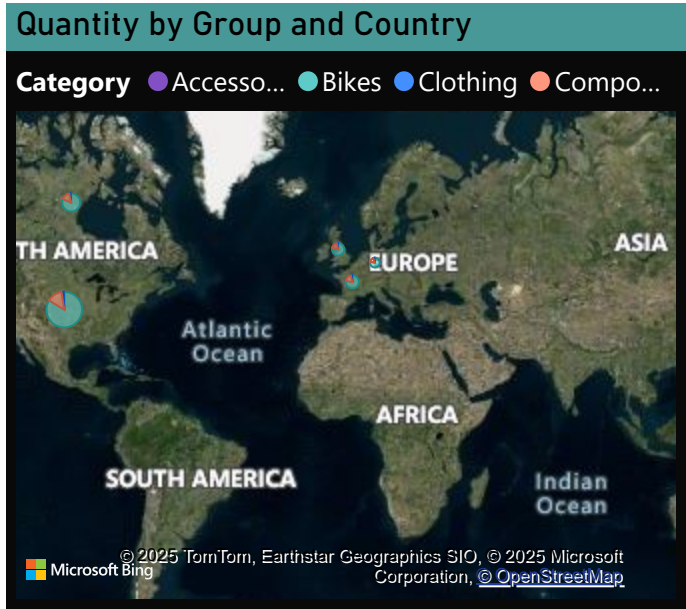 Quantity by Group and Country
Category Accesso... Bikes Clothing Compo...
TH AMERICA
EUROPE
ASIA
Atlantic
Ocean
AFRICA
SOUTH AMERICA
Indian
Ocean
Microsoft Bing
© 2025 TomTom, Earthstar Geographics SIO, © 2025 Microsoft
Corporation, © OpenStreetMap